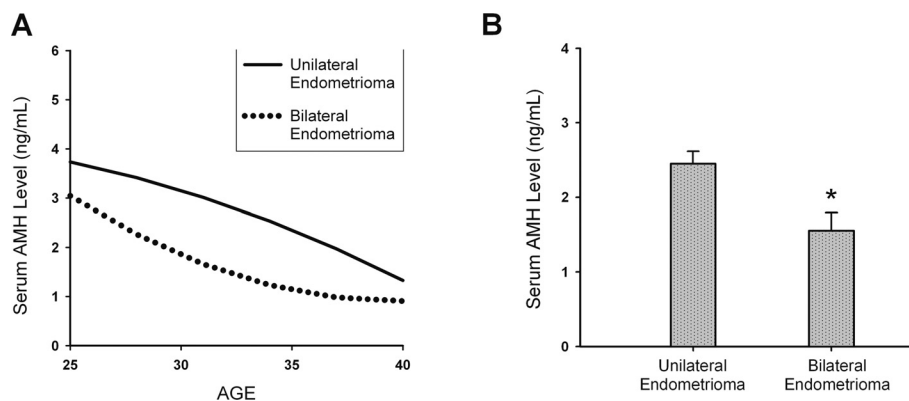 A
Serum AMH Level (ng/mL)
6
5
4
3
2
1
0
25
30
35
40
AGE
Unilateral
Endometrioma
Bilateral
Endometrioma
B
Serum AMH Level (ng/mL)
4
3
2
1
0
*
Unilateral
Endometrioma
Bilateral
Endometrioma